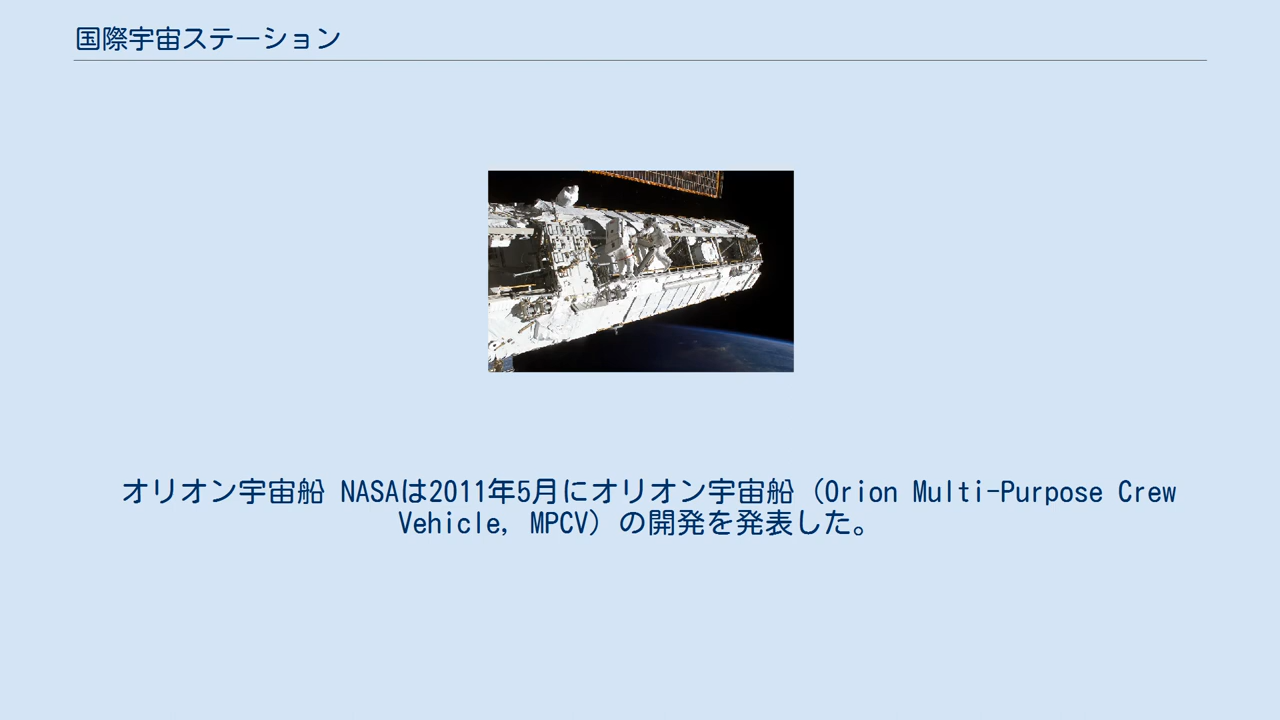 国際宇宙ステーション
オリオン宇宙船 NASAは2011年5月にオリオン宇宙船（Orion Multi-Purpose Crew
Vehicle, MPCV）の開発を発表した。